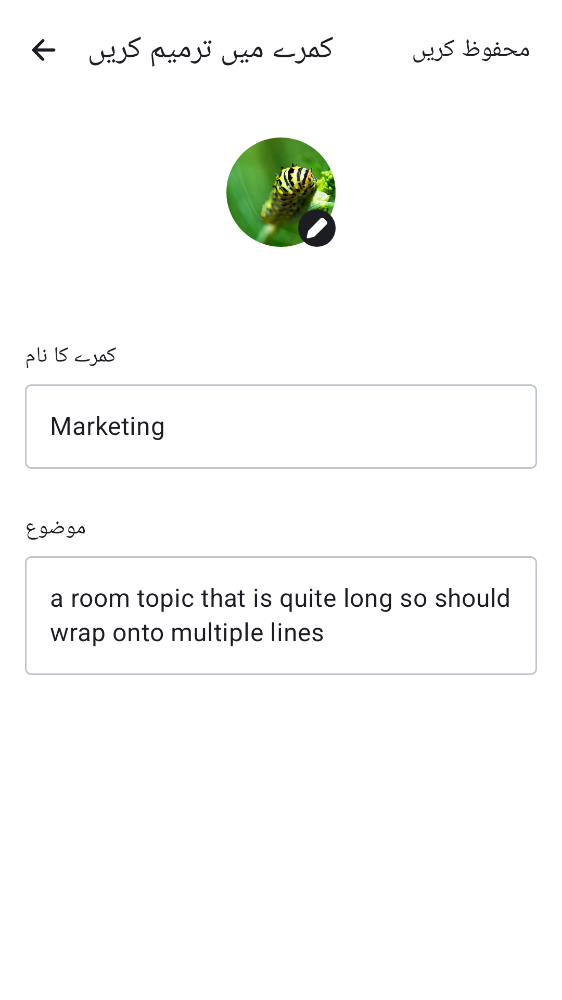 کمرے میں ترمیم کریں
محفوظ کریں
کمرے کا نام
Marketing
موضوع
a room topic that is quite long so should
wrap onto multiple lines